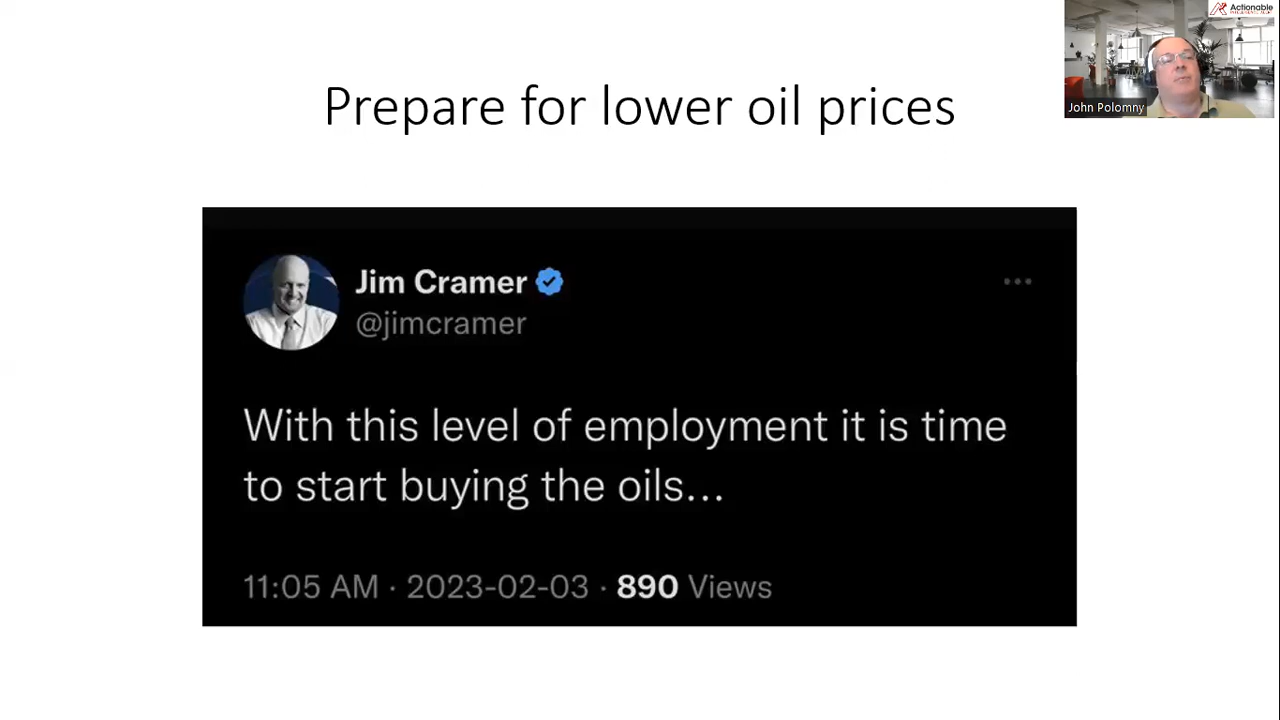 Actionable
Prepare for lower oil prices
John Polomny
Jim Cramer
@jimcramer
With this level of employment it is time
to start buying the oils...
11:05 AM · 2023-02-03 · 890 Views